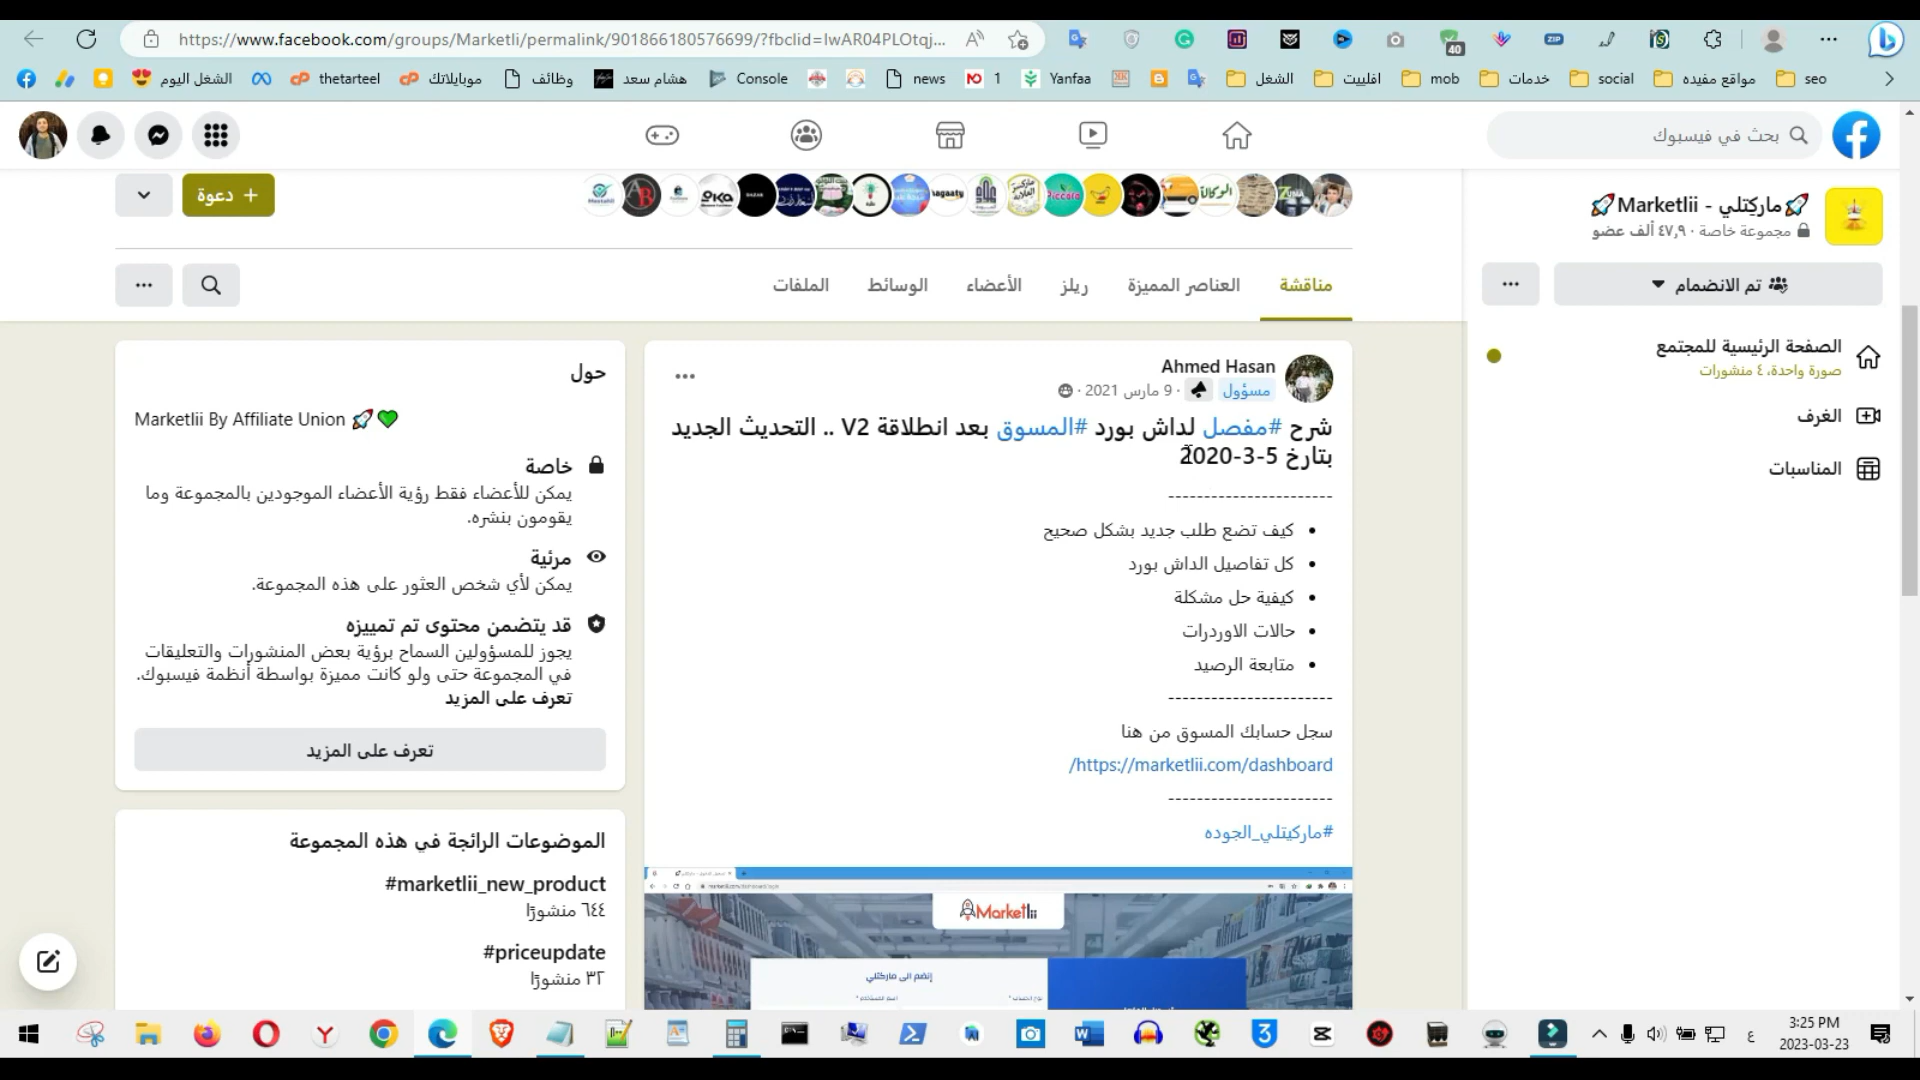 https://www.facebook.com/groups/Marketli/permalink/901866180576699/?fbclid=IwAR04PLOtqj...
40
ZIP
الشغل اليوم
thetarteel
موبايلاتك
وظائف
هشام سعد
Console
news
1
Yanfaa
الشغل
افلييت
mob
خدمات
social
مواقع مفيده
seo
بحث في فيسبوك
دعوة +
🚀ماركِتلي - Marketlii🚀
مجموعة خاصة · ٤٧٫٩ ألف عضو
تم الانضمام
مناقشة
العناصر المميزة
ريلز
الأعضاء
الوسائط
الملفات
الصفحة الرئيسية للمجتمع
صورة واحدة، ٤ منشورات
الغرف
المناسبات
Ahmed Hasan
مسؤول · 9 مارس 2021 ·
شرح #مفصل لداش بورد #المسوق بعد انطلاقة V2 .. التحديث الجديد
بتارخ 5-3-2020
-----------------------
• كيف تضع طلب جديد بشكل صحيح
• كل تفاصيل الداش بورد
• كيفية حل مشكلة
• حالات الاوردرات
• متابعة الرصيد
-----------------------
سجل حسابك المسوق من هنا
https://marketlii.com/dashboard/
-----------------------
#ماركيتلي_الجوده
Marketlii
إنضم الى ماركتلي
حول
Marketlii By Affiliate Union 🚀💚
خاصة
يمكن للأعضاء فقط رؤية الأعضاء الموجودين بالمجموعة وما
يقومون بنشره.
مرئية
يمكن لأي شخص العثور على هذه المجموعة.
قد يتضمن محتوى تم تمييزه
يجوز للمسؤولين السماح برؤية بعض المنشورات والتعليقات
في المجموعة حتى ولو كانت مميزة بواسطة أنظمة فيسبوك.
تعرف على المزيد
تعرف على المزيد
الموضوعات الرائجة في هذه المجموعة
#marketlii_new_product
٦٤٤ منشورًا
#priceupdate
٣٢ منشورًا
ع
3:25 PM
2023-03-23